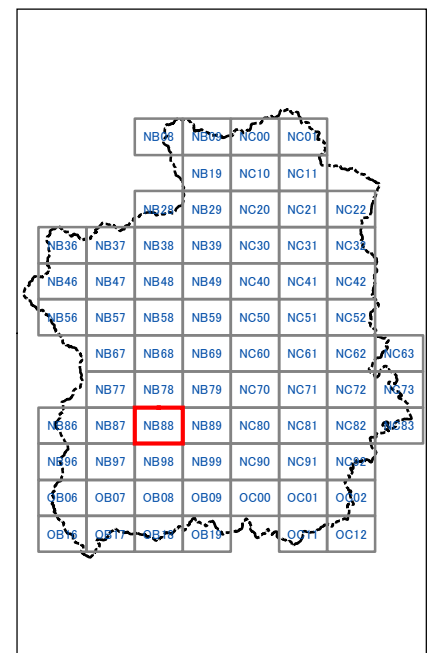 NB08 NB09 NC00 NC01
NB19 NC10 NC11
NB28 NB29 NC20 NC21 NC22
NB36 NB37 NB38 NB39 NC30 NC31 NC32
NB46 NB47 NB48 NB49 NC40 NC41 NC42
NB56 NB57 NB58 NB59 NC50 NC51 NC52
NB67 NB68 NB69 NC60 NC61 NC62 NC63
NB77 NB78 NB79 NC70 NC71 NC72 NC73
NB86 NB87 NB88 NB89 NC80 NC81 NC82 NC83
NB96 NB97 NB98 NB99 NC90 NC91 NC92
OB06 OB07 OB08 OB09 OC00 OC01 OC02
OB16 OB17 OB18 OB19 OC11 OC12